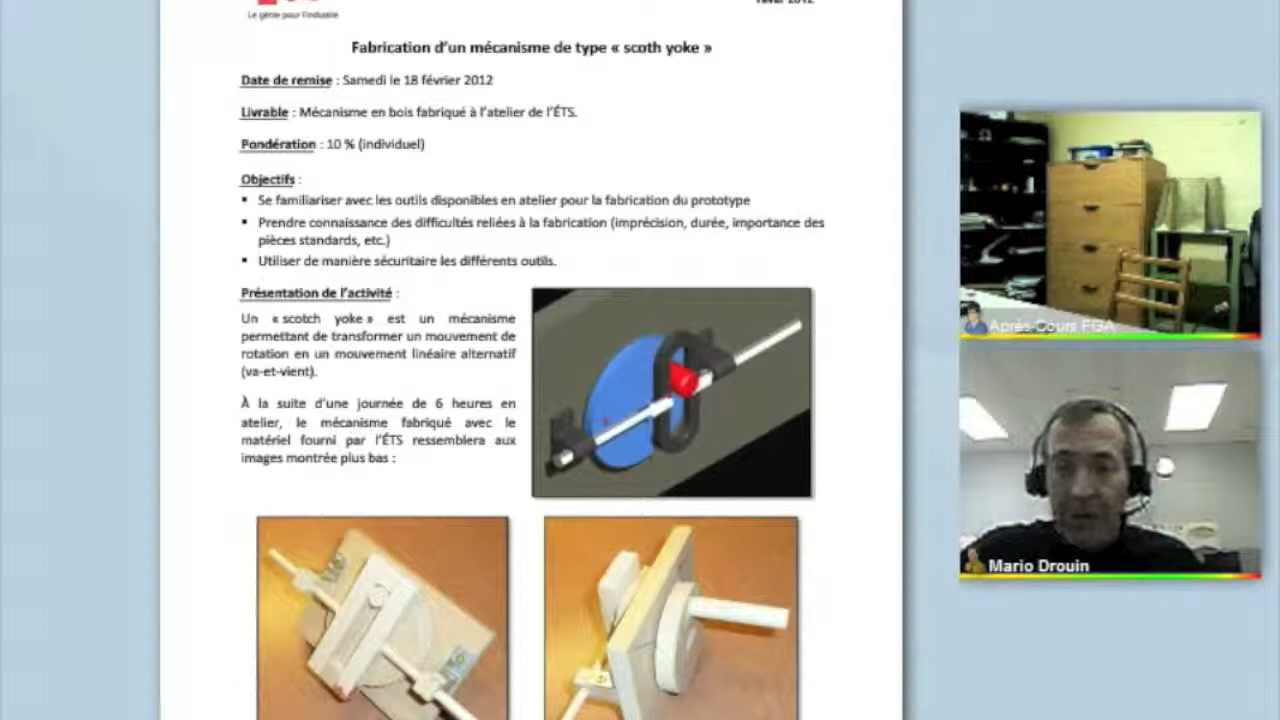 Le génie pour l'industrie
Fabrication d'un mécanisme de type « scoth yoke »
Date de remise : Samedi le 18 février 2012
Livrable : Mécanisme en bois fabriqué à l'atelier de l'ÉTS.
Pondération : 10 % (individuel)
Objectifs :
▪ Se familiariser avec les outils disponibles en atelier pour la fabrication du prototype
▪ Prendre connaissance des difficultés reliées à la fabrication (imprécision, durée, importance des
pièces standards, etc.)
▪ Utiliser de manière sécuritaire les différents outils.
Présentation de l'activité :
Un « scotch yoke » est un mécanisme
permettant de transformer un mouvement de
rotation en un mouvement linéaire alternatif
(va-et-vient).
À la suite d'une journée de 6 heures en
atelier, le mécanisme fabriqué avec le
matériel fourni par l'ÉTS ressemblera aux
images montrée plus bas :
Après-Cours FGA
Mario Drouin